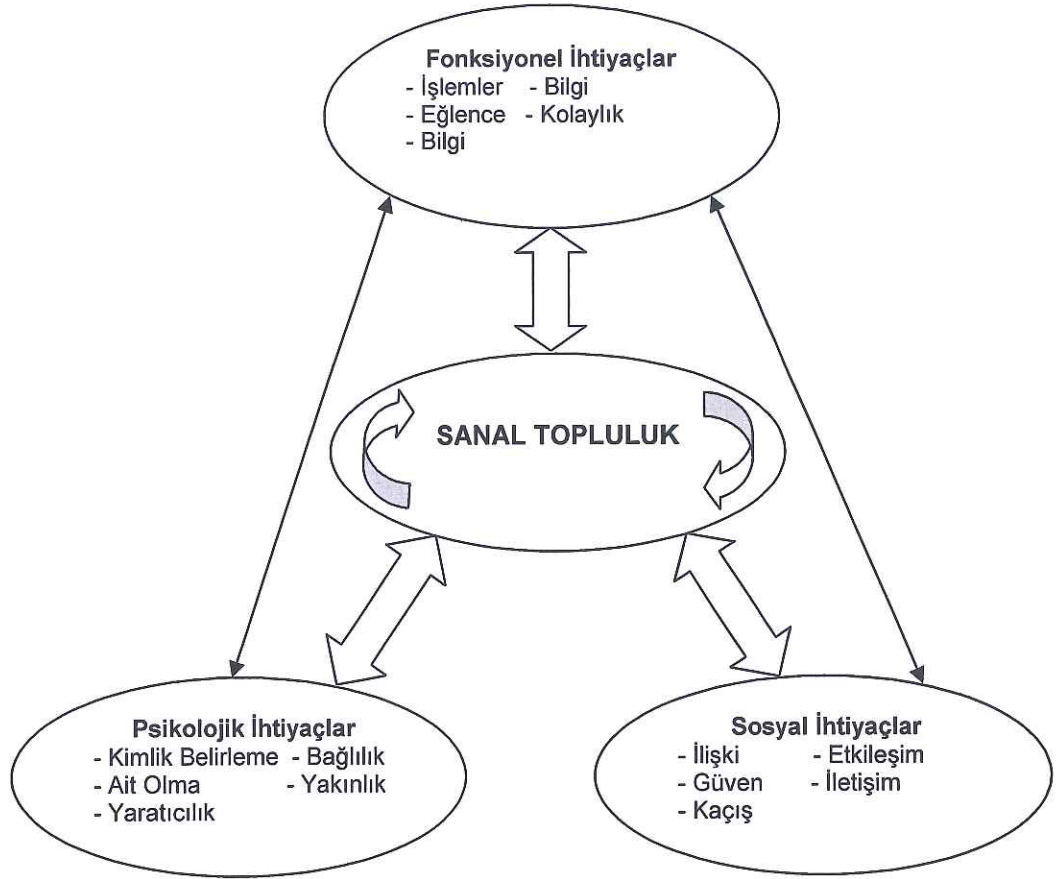 Fonksiyonel İhtiyaçlar
- İşlemler - Bilgi
- Eğlence - Kolaylık
- Bilgi
SANAL TOPLULUK
Psikolojik İhtiyaçlar
- Kimlik Belirleme - Bağlılık
- Ait Olma - Yakınlık
- Yaratıcılık
Sosyal İhtiyaçlar
- İlişki - Etkileşim
- Güven - İletişim
- Kaçış